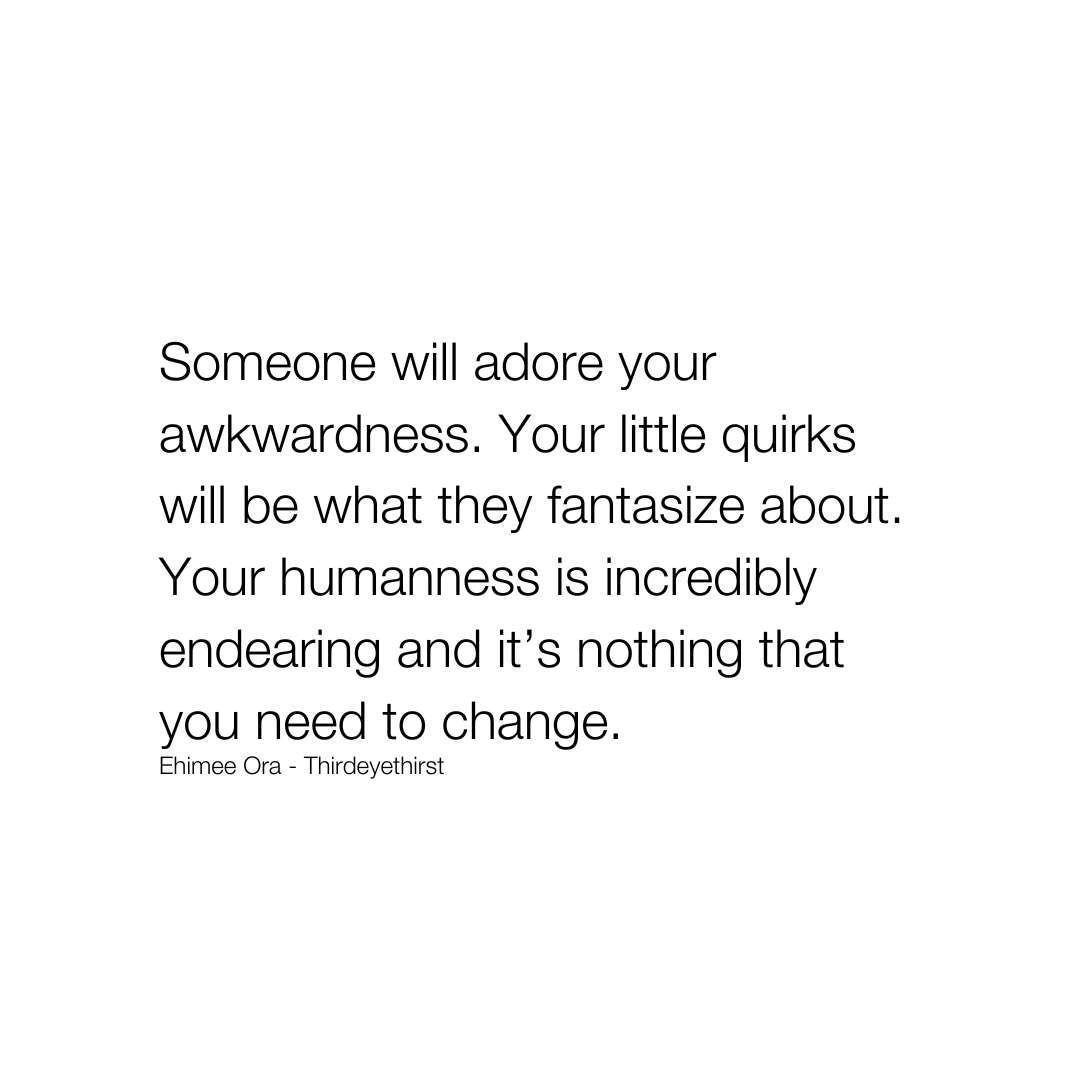 Someone will adore your
awkwardness. Your little quirks
will be what they fantasize about.
Your humanness is incredibly
endearing and it’s nothing that
you need to change.
Ehimee Ora - Thirdeyethirst